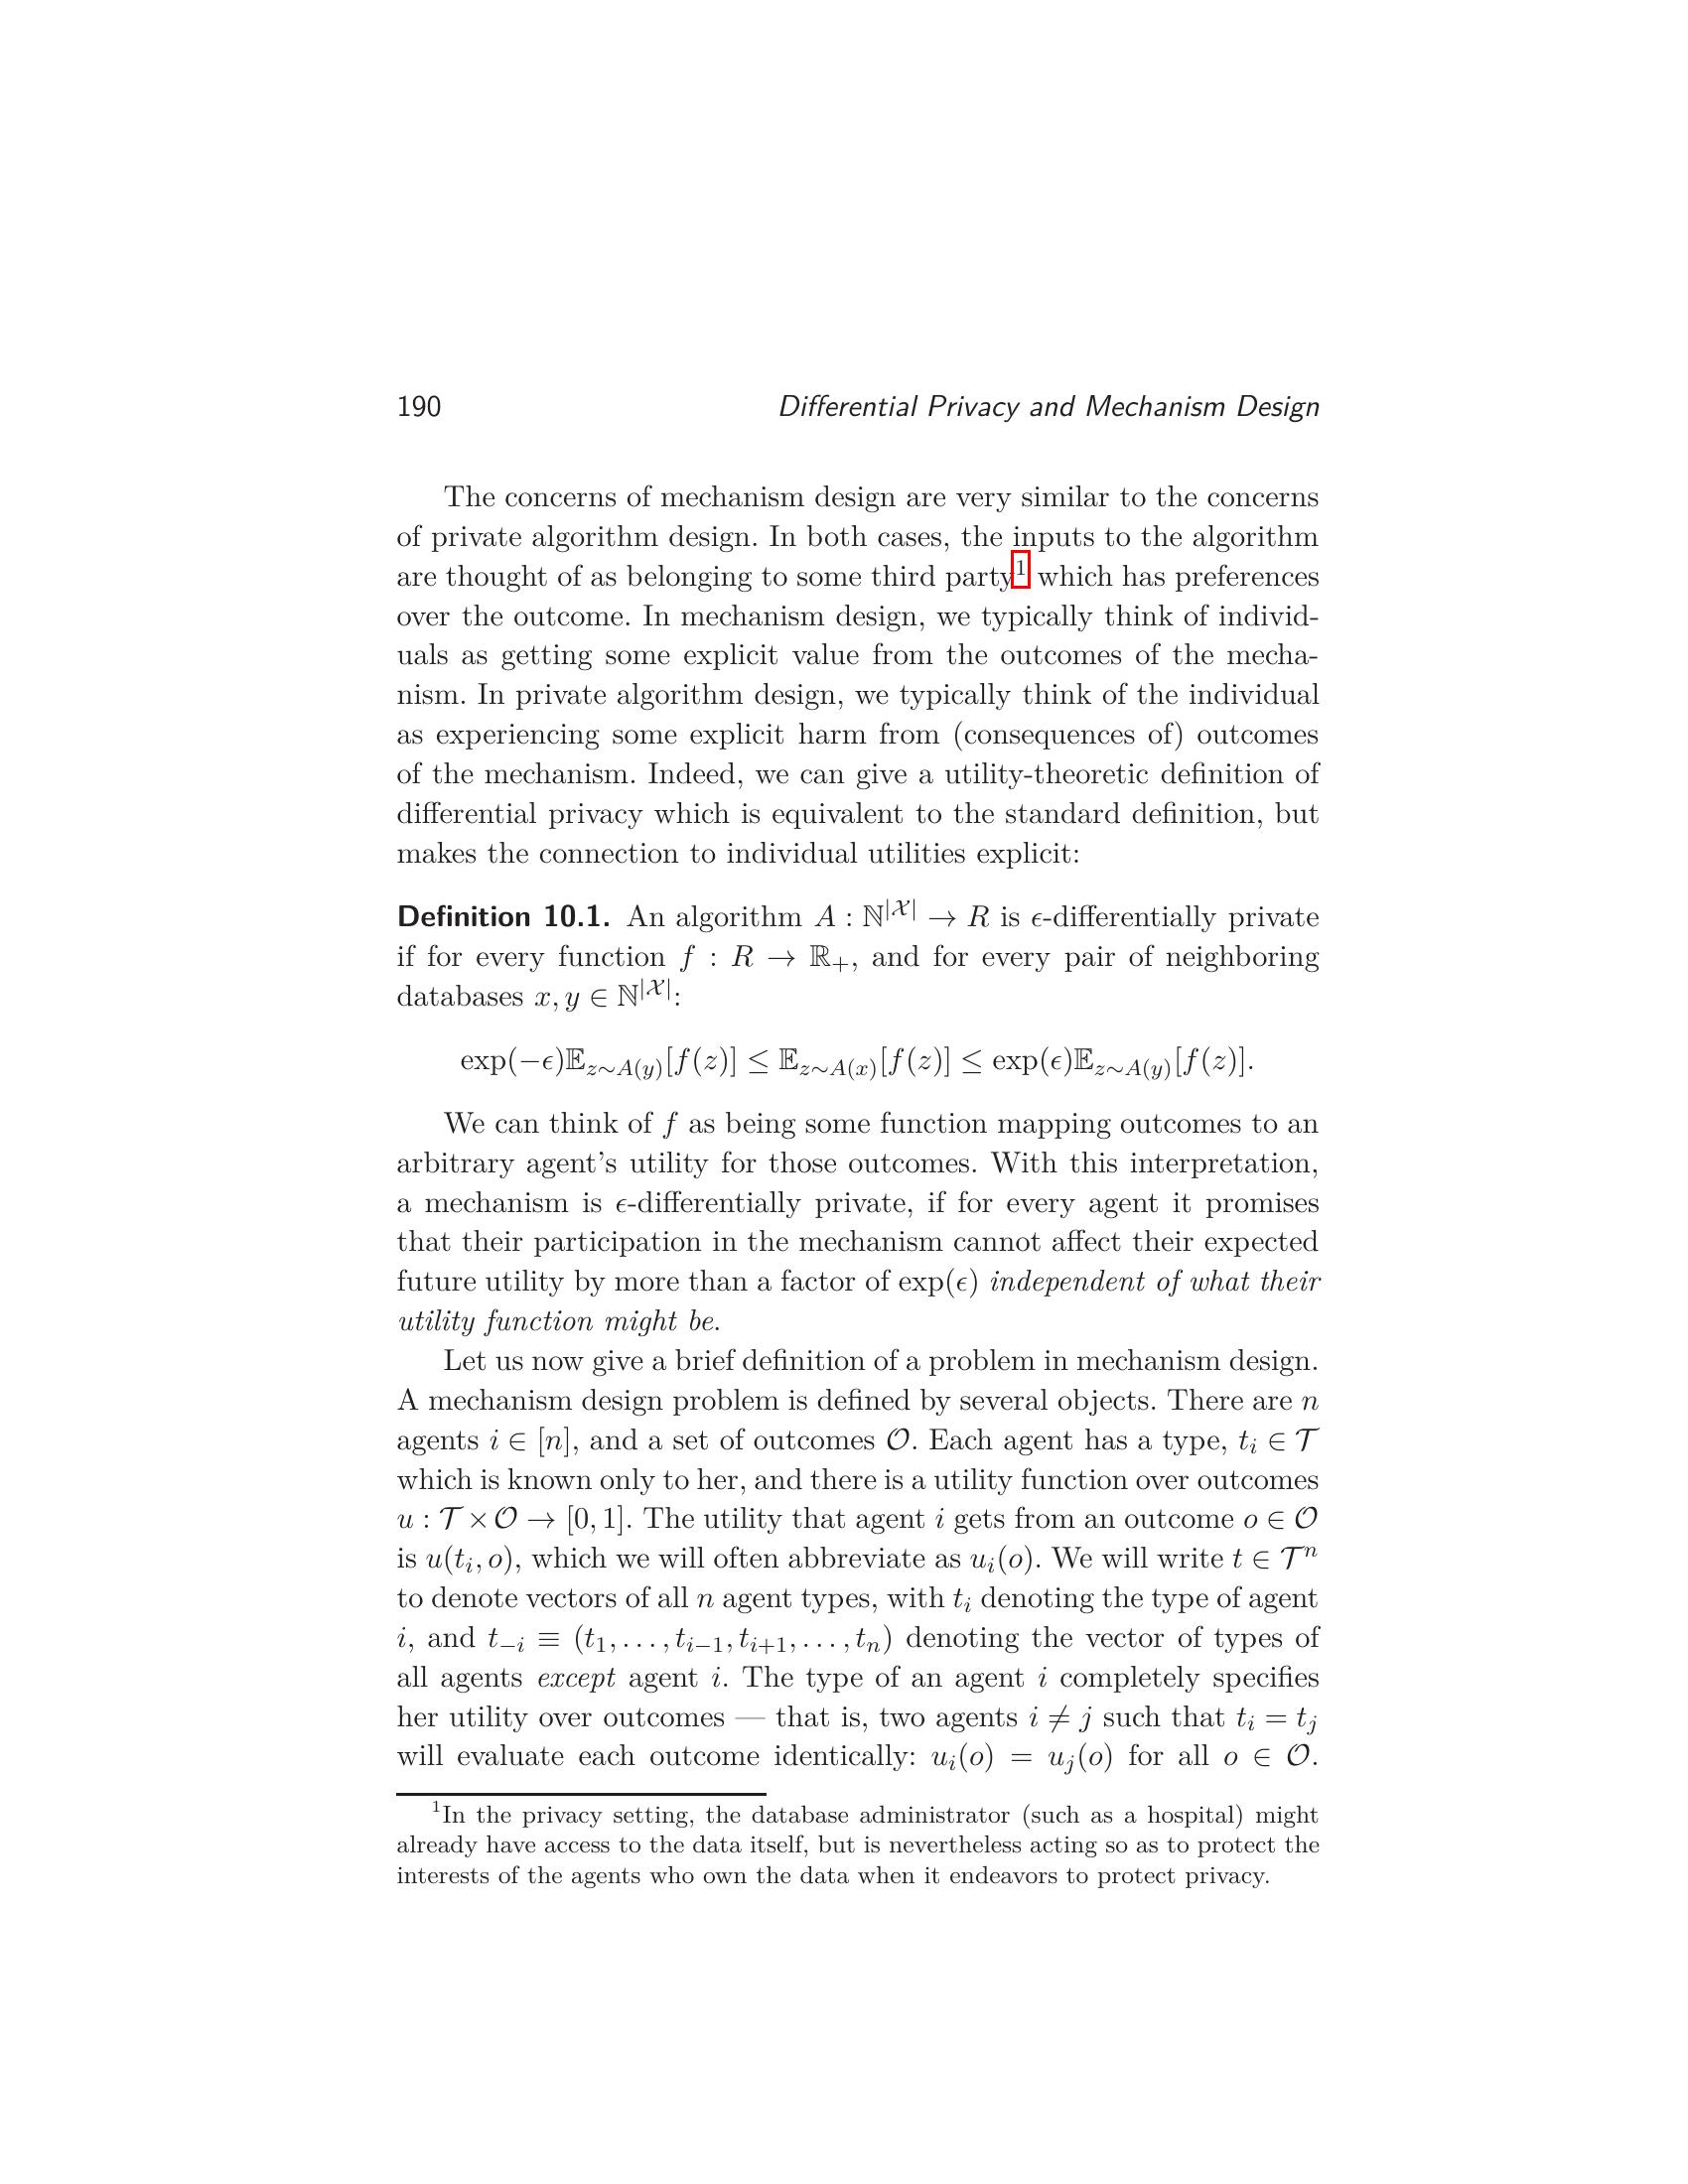 190 Differential Privacy and Mechanism Design
The concerns of mechanism design are very similar to the concerns
of private algorithm design. In both cases, the inputs to the algorithm
are thought of as belonging to some third party¹ which has preferences
over the outcome. In mechanism design, we typically think of individ-
uals as getting some explicit value from the outcomes of the mecha-
nism. In private algorithm design, we typically think of the individual
as experiencing some explicit harm from (consequences of) outcomes
of the mechanism. Indeed, we can give a utility-theoretic definition of
differential privacy which is equivalent to the standard definition, but
makes the connection to individual utilities explicit:
Definition 10.1. An algorithm $A : \mathbb{N}^{|\mathcal{X}|} \to R$ is ϵ-differentially private
if for every function $f : R \to \mathbb{R}_+$, and for every pair of neighboring
databases $x, y \in \mathbb{N}^{|\mathcal{X}|}$:
$\exp(-\epsilon)\mathbb{E}_{z \sim A(y)}[f(z)] \le \mathbb{E}_{z \sim A(x)}[f(z)] \le \exp(\epsilon)\mathbb{E}_{z \sim A(y)}[f(z)].$
We can think of $f$ as being some function mapping outcomes to an
arbitrary agent's utility for those outcomes. With this interpretation,
a mechanism is ϵ-differentially private, if for every agent it promises
that their participation in the mechanism cannot affect their expected
future utility by more than a factor of exp(ϵ) independent of what their
utility function might be.
Let us now give a brief definition of a problem in mechanism design.
A mechanism design problem is defined by several objects. There are $n$
agents $i \in [n]$, and a set of outcomes $\mathcal{O}$. Each agent has a type, $t_i \in \mathcal{T}$
which is known only to her, and there is a utility function over outcomes
$u : \mathcal{T} \times \mathcal{O} \to [0, 1]$. The utility that agent $i$ gets from an outcome $o \in \mathcal{O}$
is $u(t_i, o)$, which we will often abbreviate as $u_i(o)$. We will write $t \in \mathcal{T}^n$
to denote vectors of all $n$ agent types, with $t_i$ denoting the type of agent
$i$, and $t_{-i} \equiv (t_1, \ldots, t_{i-1}, t_{i+1}, \ldots, t_n)$ denoting the vector of types of
all agents except agent $i$. The type of an agent $i$ completely specifies
her utility over outcomes — that is, two agents $i \ne j$ such that $t_i = t_j$
will evaluate each outcome identically: $u_i(o) = u_j(o)$ for all $o \in \mathcal{O}$.
¹In the privacy setting, the database administrator (such as a hospital) might
already have access to the data itself, but is nevertheless acting so as to protect the
interests of the agents who own the data when it endeavors to protect privacy.